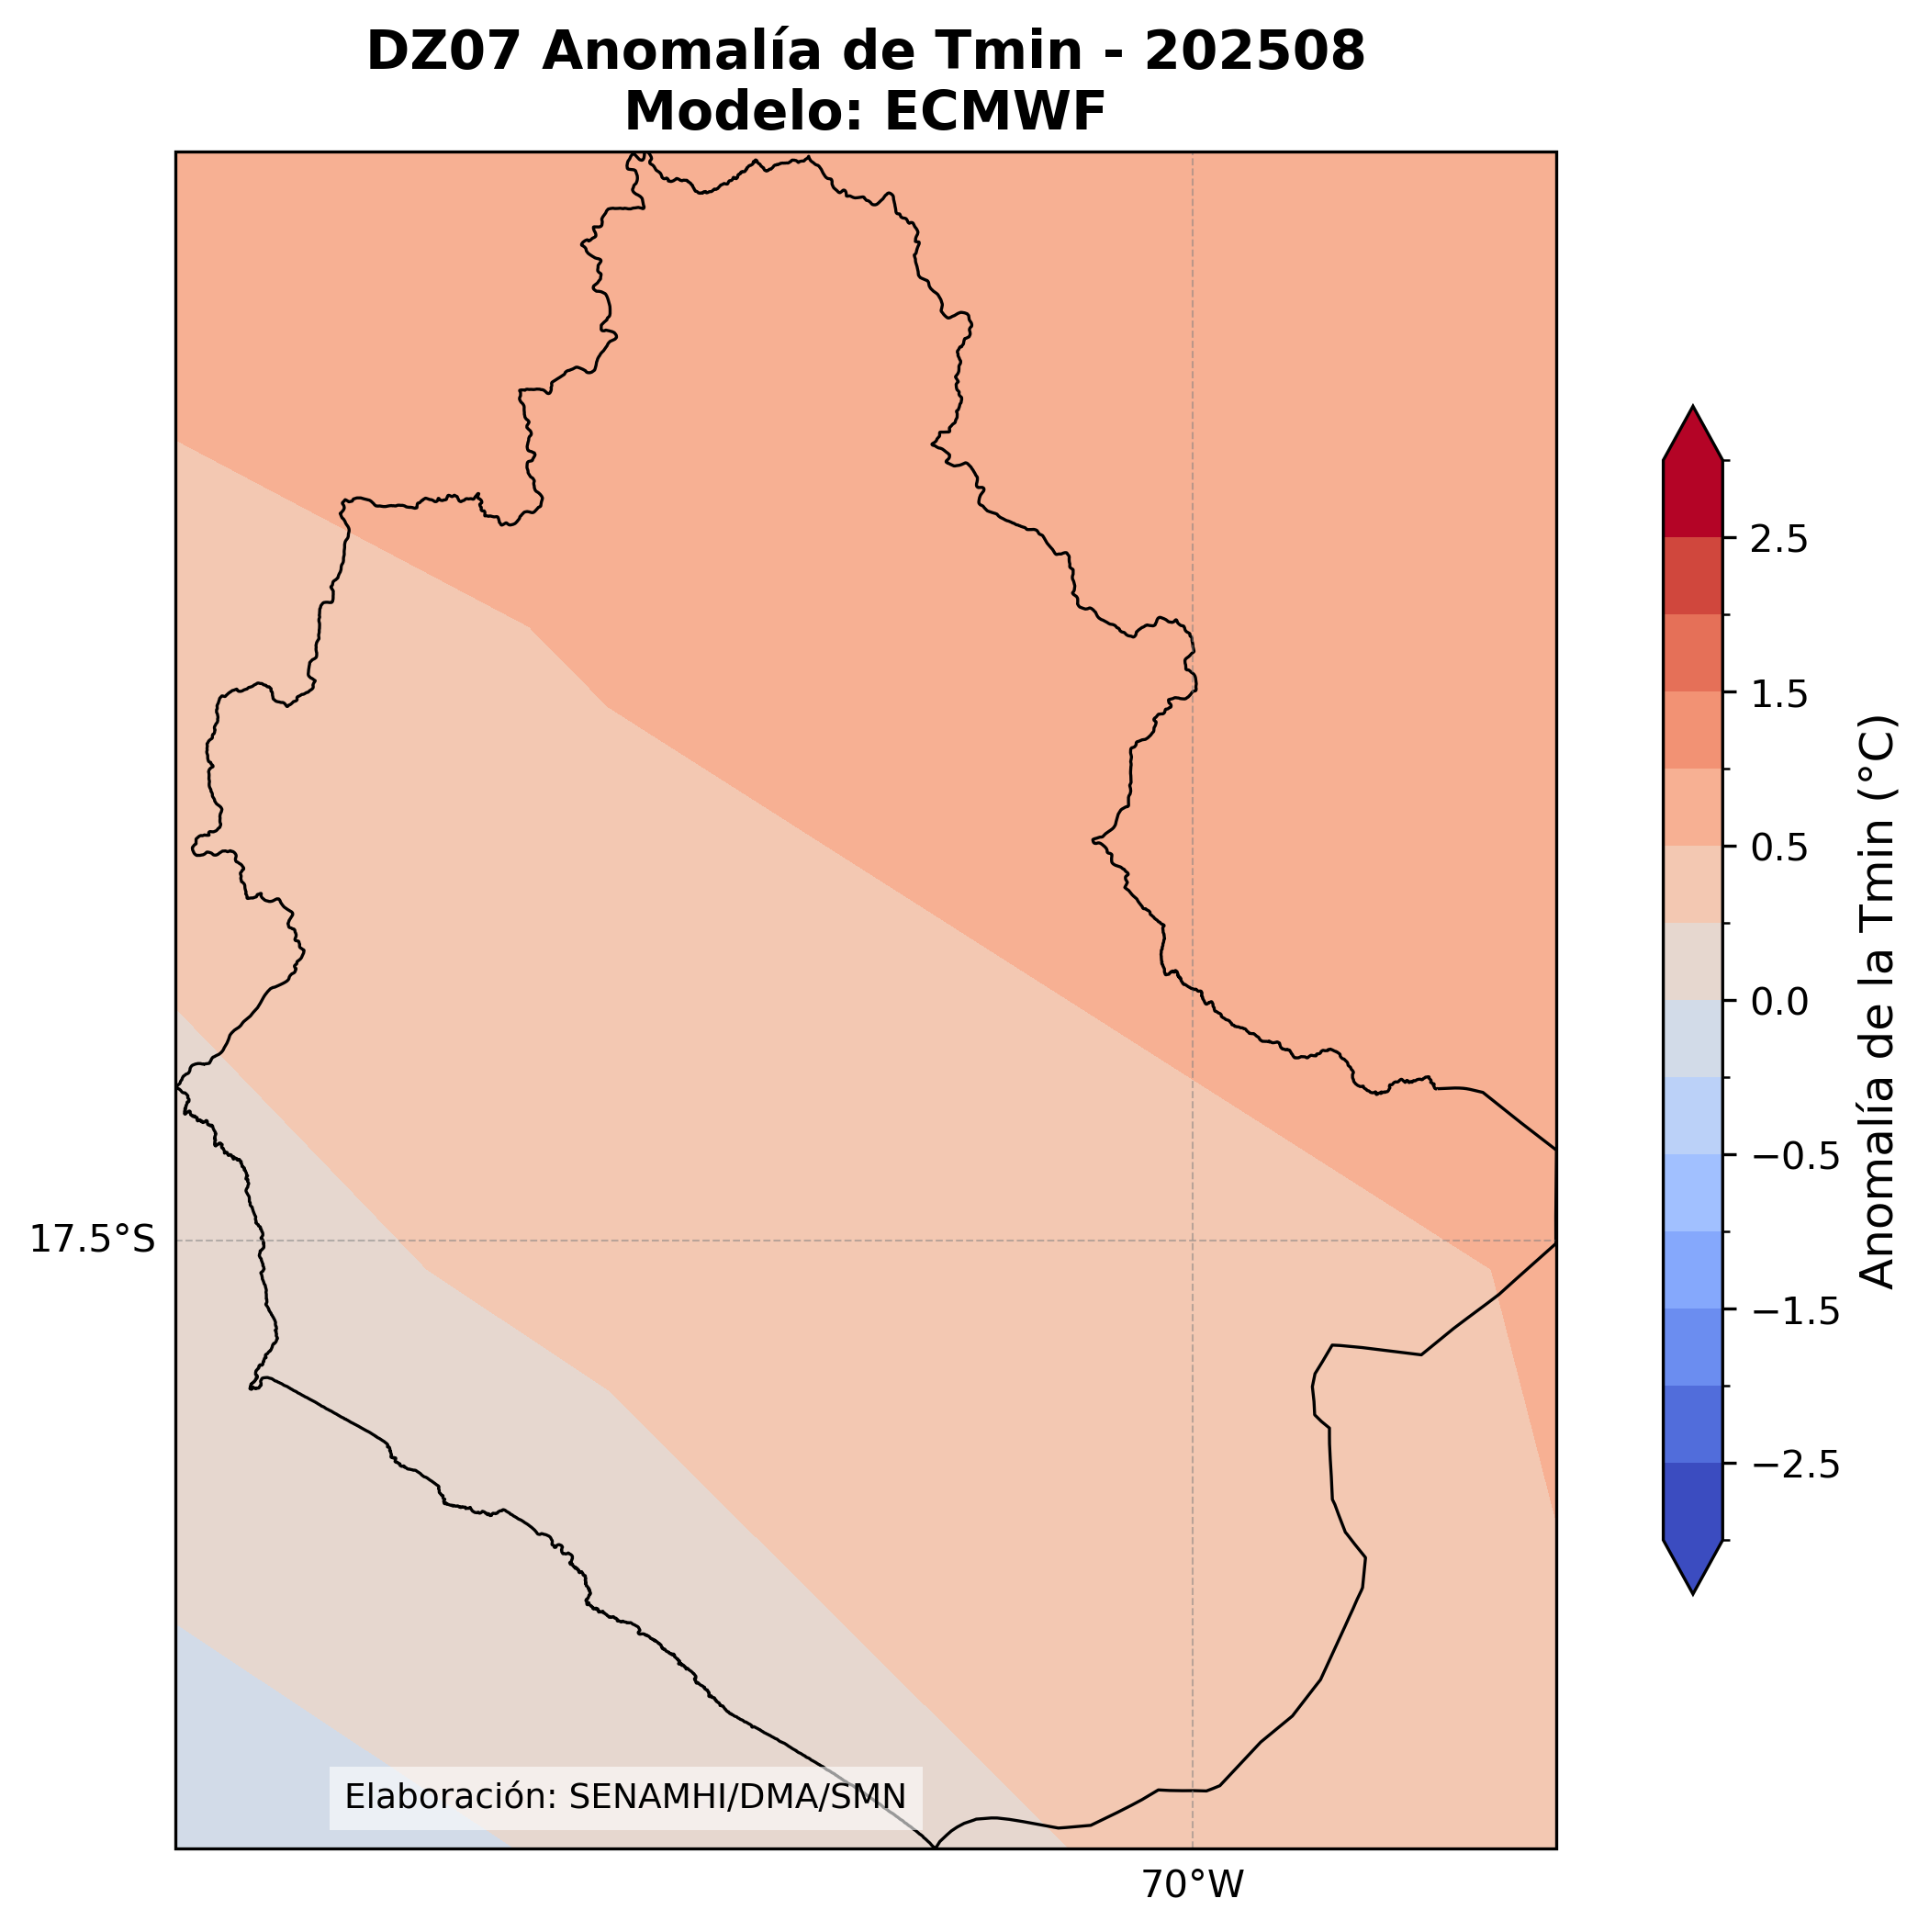 DZ07 Anomalía de Tmin - 202508
Modelo: ECMWF
2.5
1.5
0.5
0.0
−0.5
−1.5
−2.5
Anomalía de la Tmin (°C)
17.5°S
Elaboración: SENAMHI/DMA/SMN
70°W